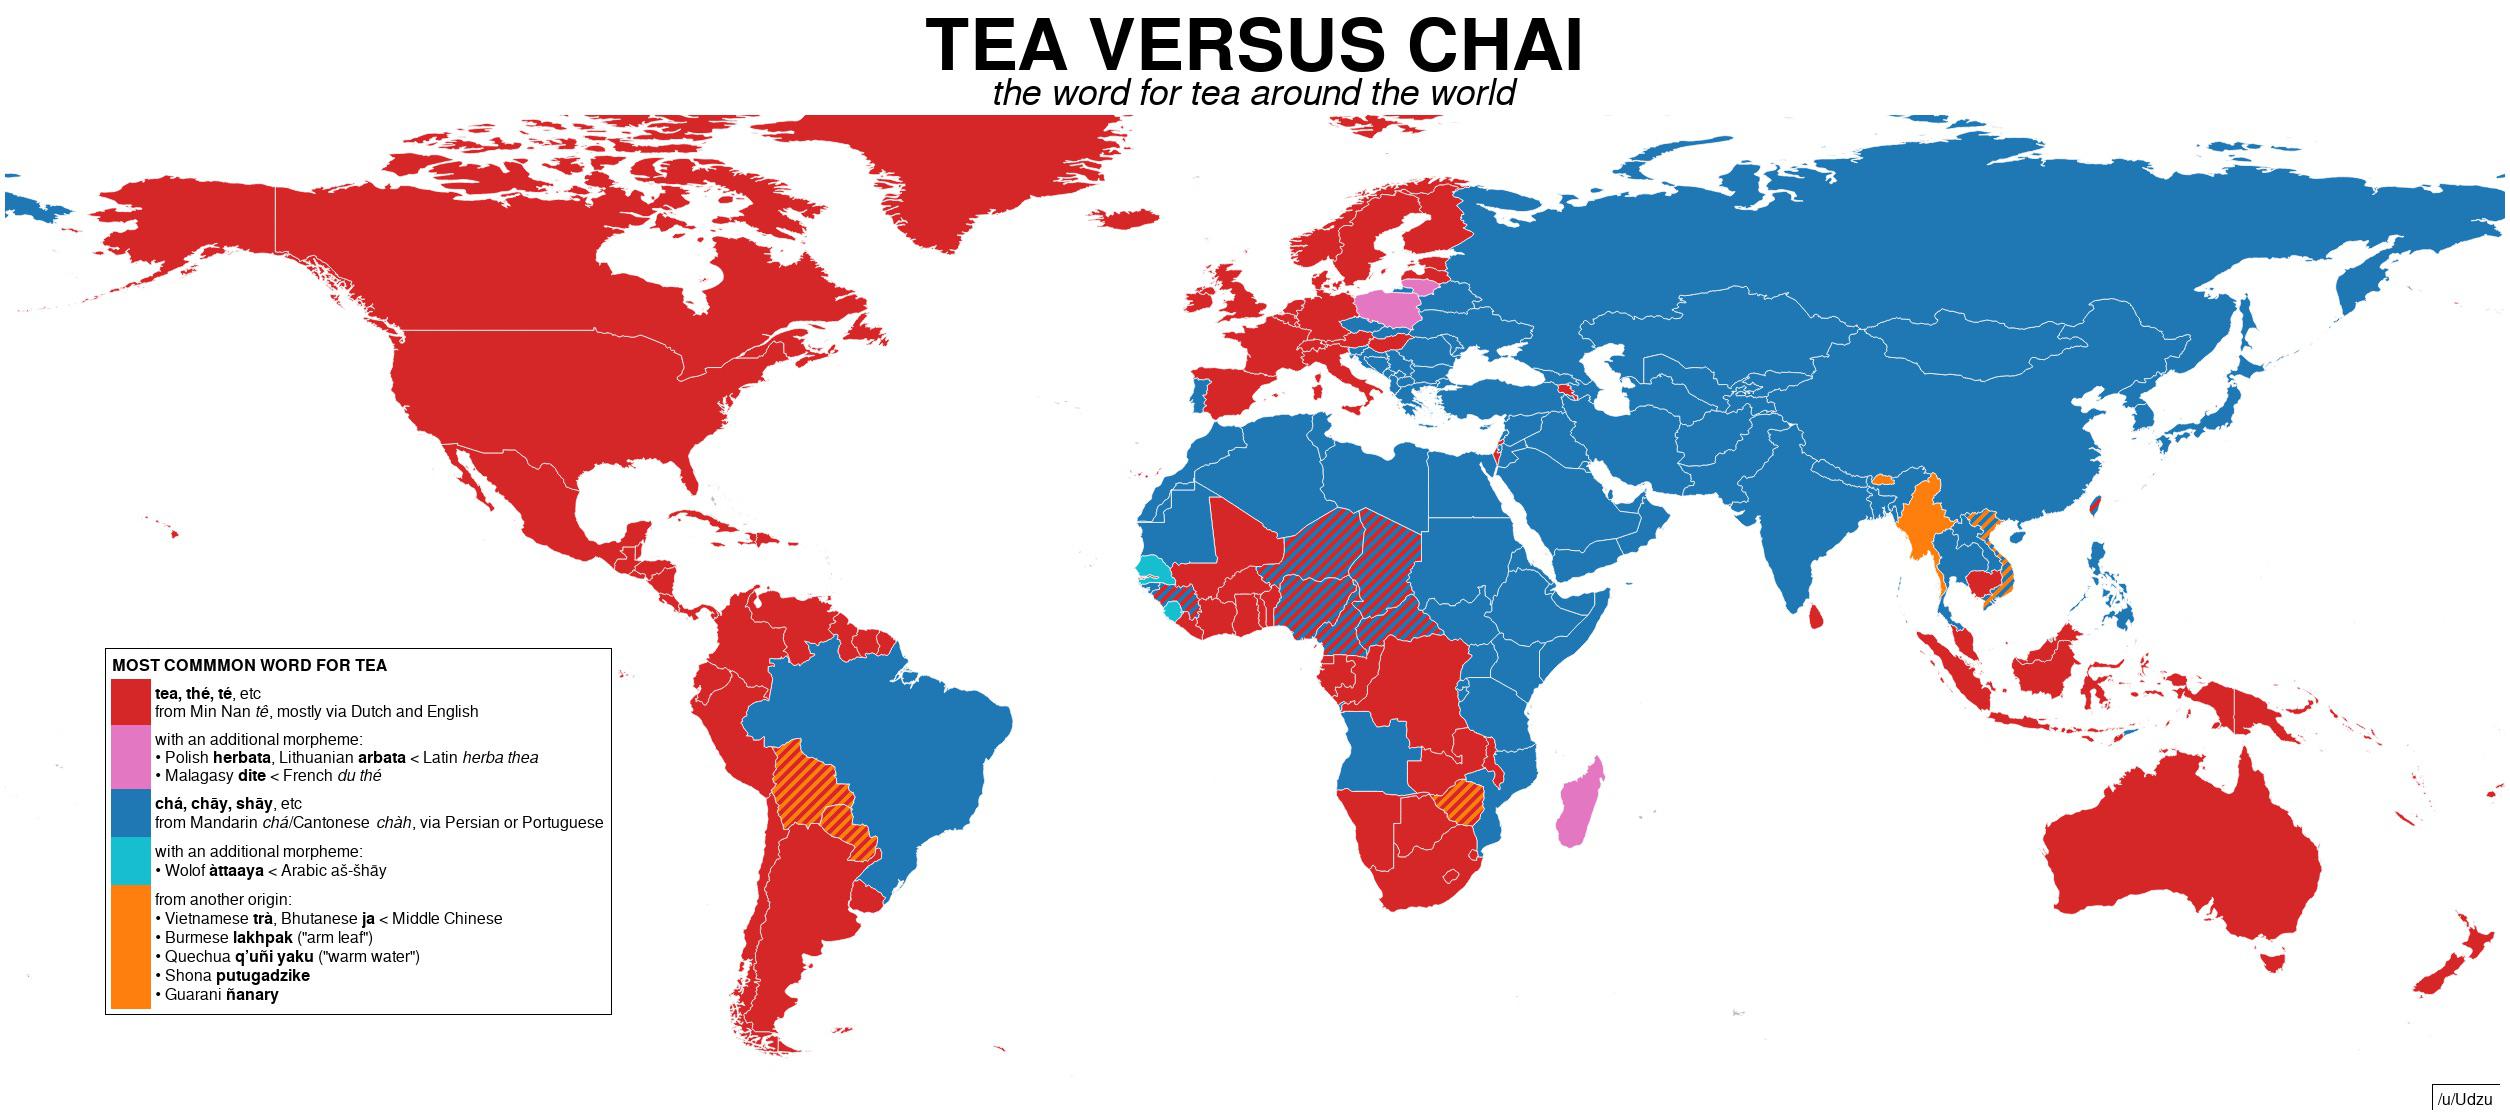 TEA VERSUS CHAI
the word for tea around the world
MOST COMMMON WORD FOR TEA
tea, thé, té, etc
from Min Nan tê, mostly via Dutch and English
with an additional morpheme:
• Polish herbata, Lithuanian arbata < Latin herba thea
• Malagasy dite < French du thé
chá, chāy, shāy, etc
from Mandarin chá/Cantonese chàh, via Persian or Portuguese
with an additional morpheme:
• Wolof àttaaya < Arabic aš-šhāy
from another origin:
• Vietnamese trà, Bhutanese ja < Middle Chinese
• Burmese lakhpak ("arm leaf")
• Quechua q’uñi yaku ("warm water")
• Shona putugadzike
• Guarani ñanary
/u/Udzu